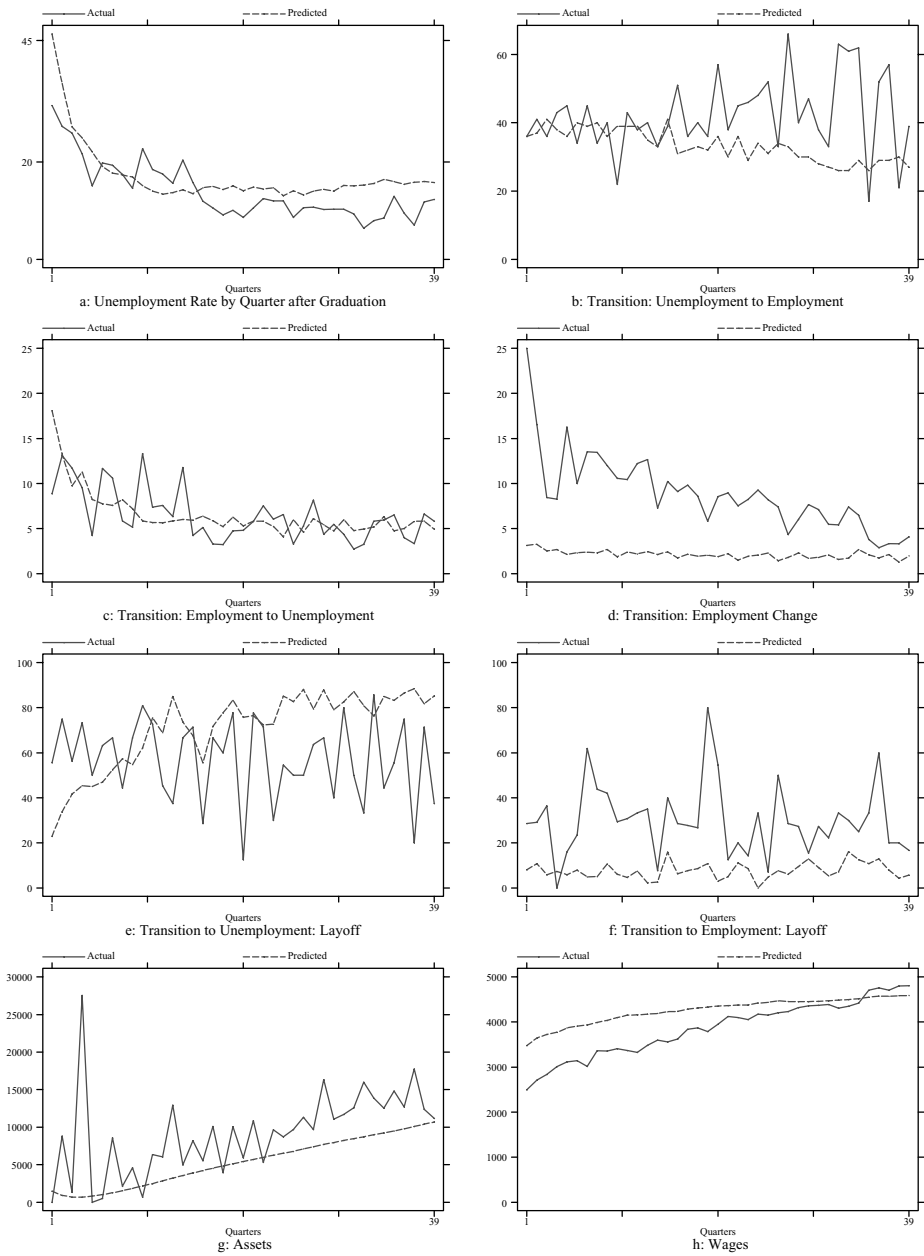 Actual Predicted
45
20
0
1 39
Quarters
a: Unemployment Rate by Quarter after Graduation
Actual Predicted
60
40
20
0
1 39
Quarters
b: Transition: Unemployment to Employment
Actual Predicted
25
20
15
10
5
0
1 39
Quarters
c: Transition: Employment to Unemployment
Actual Predicted
25
20
15
10
5
0
1 39
Quarters
d: Transition: Employment Change
Actual Predicted
100
80
60
40
20
0
1 39
Quarters
e: Transition to Unemployment: Layoff
Actual Predicted
100
80
60
40
20
0
1 39
Quarters
f: Transition to Employment: Layoff
Actual Predicted
30000
25000
20000
15000
10000
5000
0
1 39
Quarters
g: Assets
Actual Predicted
5000
4000
3000
2000
1000
0
1 39
Quarters
h: Wages